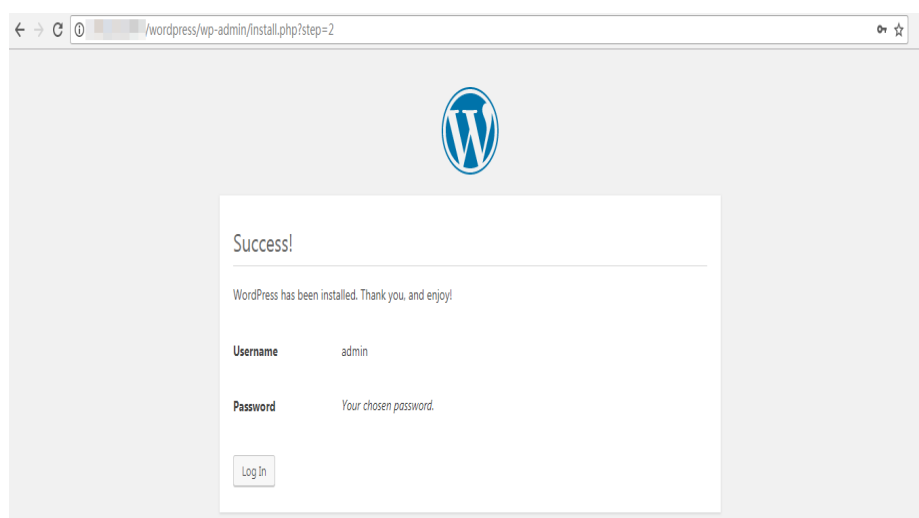 /wordpress/wp-admin/install.php?step=2
Success!
WordPress has been installed. Thank you, and enjoy!
Username admin
Password Your chosen password.
Log In